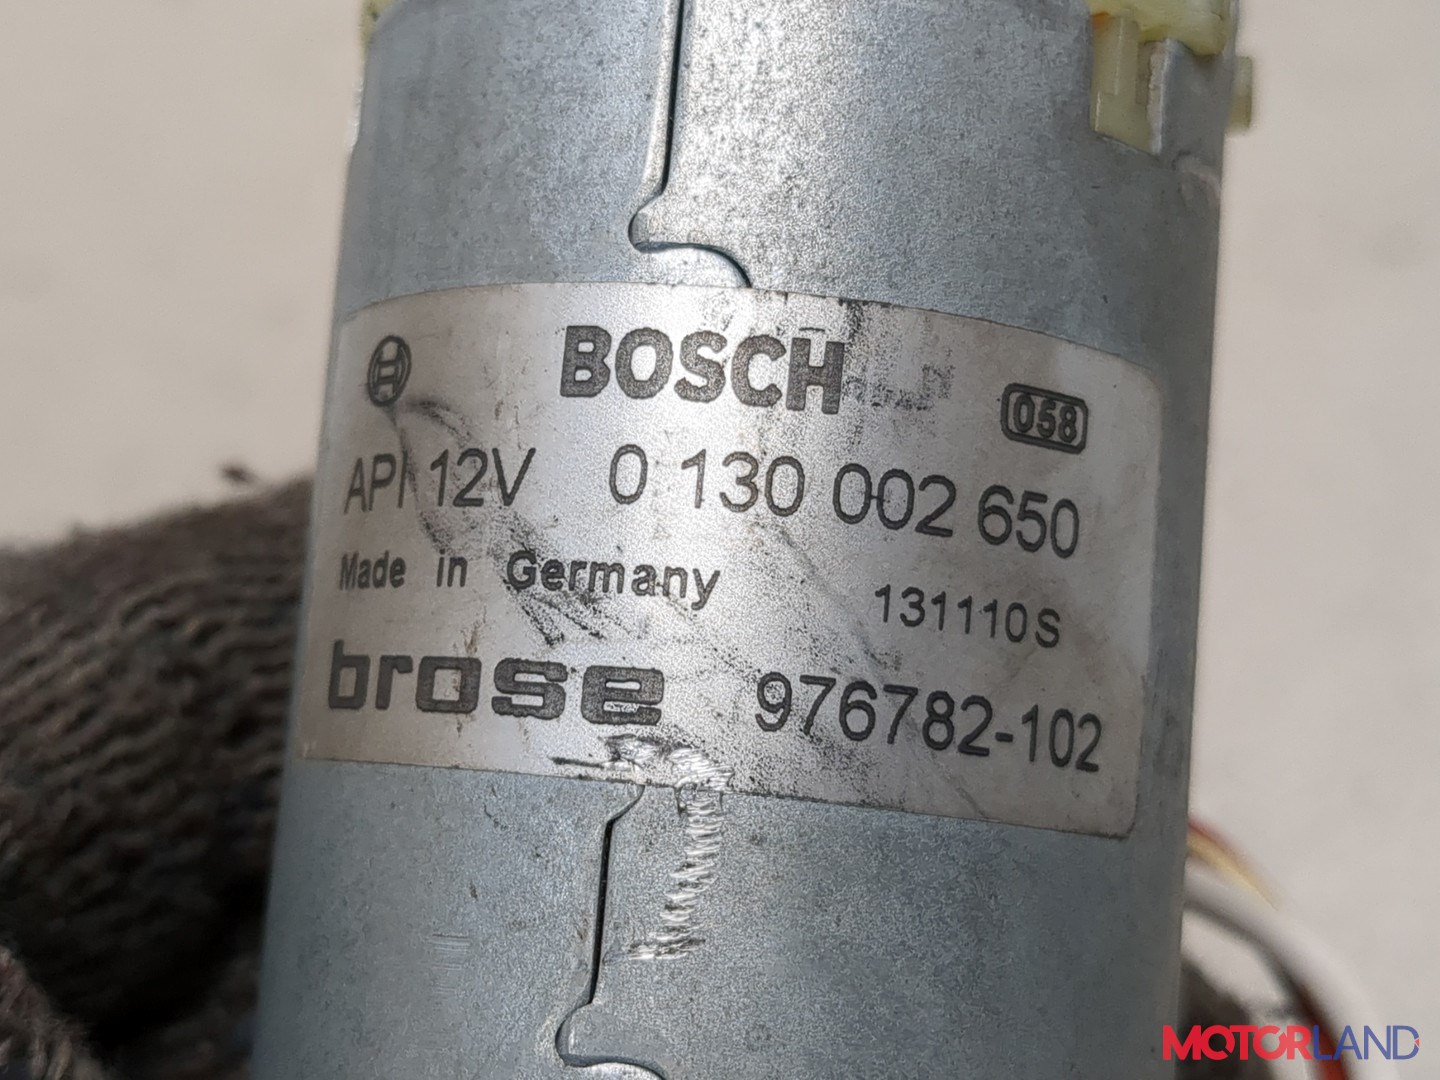 BOSCH
058
API 12V 0 130 002 650
Made in Germany 131110S
brose 976782-102
MOTORLAND